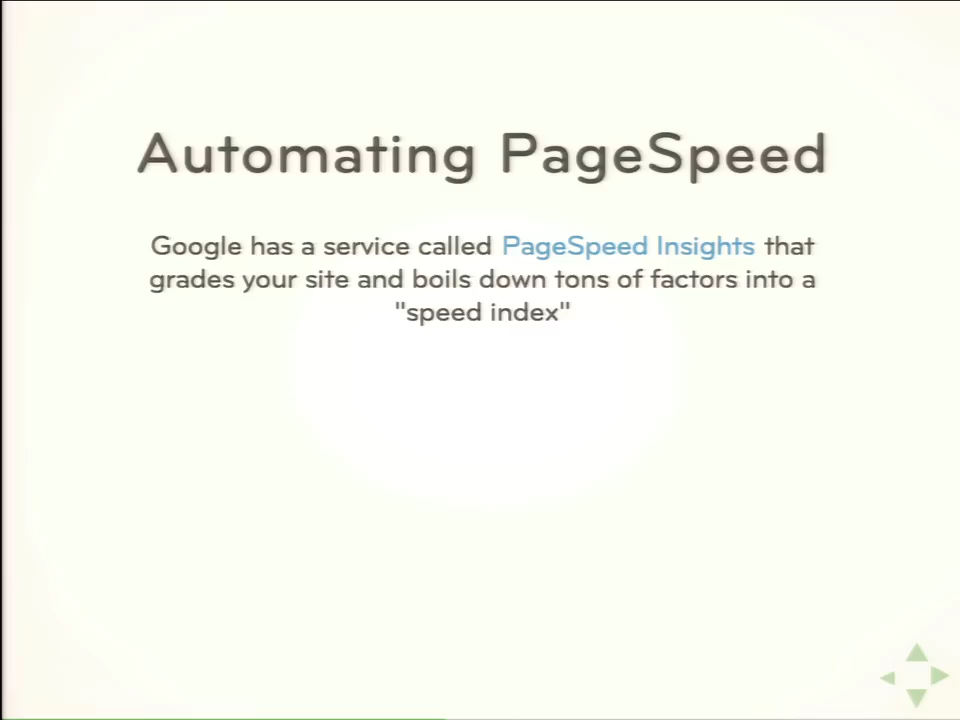 Automating PageSpeed
Google has a service called PageSpeed Insights that
grades your site and boils down tons of factors into a
"speed index"